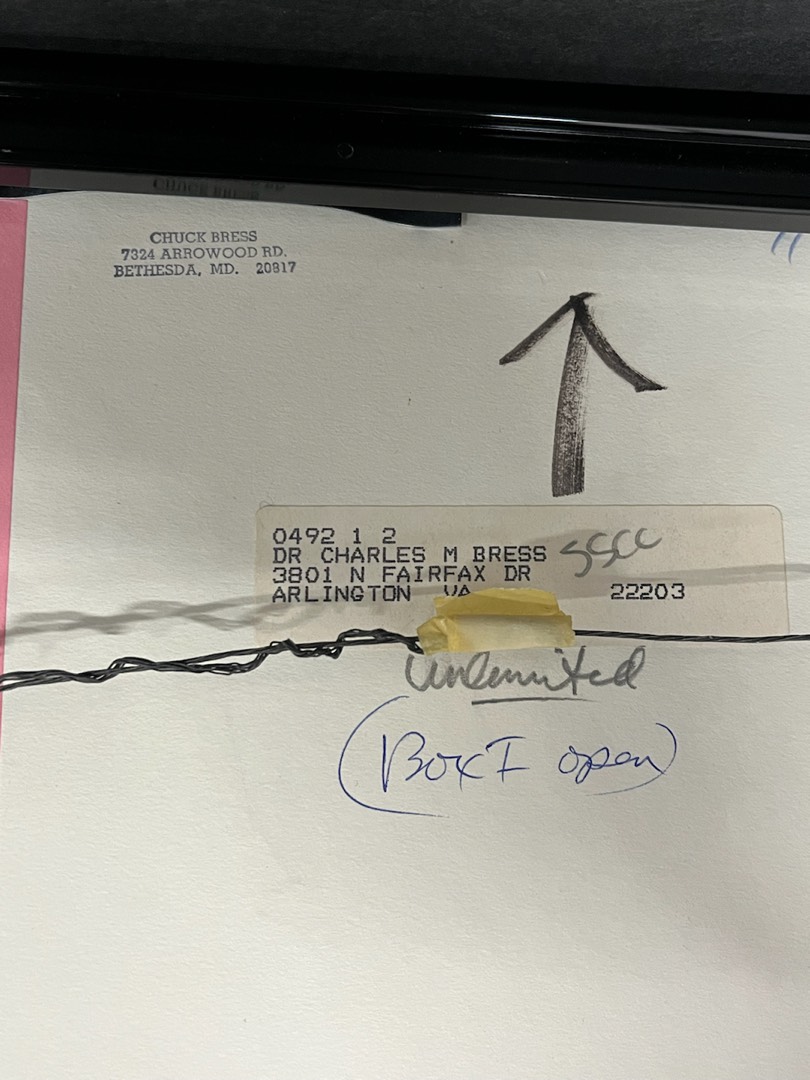 CHUCK BRESS
7324 ARROWOOD RD.
BETHESDA, MD. 20817
0492 1 2
DR CHARLES M BRESS SSCC
3801 N FAIRFAX DR
ARLINGTON VA 22203
Unlimited
(Box I open)